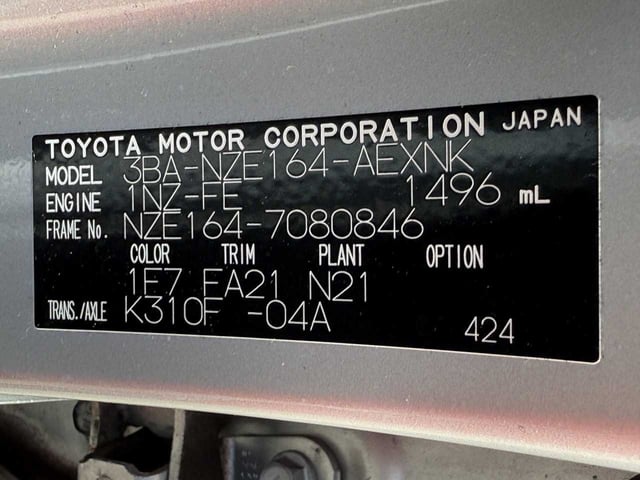 TOYOTA MOTOR CORPORATION JAPAN
MODEL 3BA-NZE164-AEXNK
ENGINE 1NZ-FE 1496 mL
FRAME No. NZE164-7080846
COLOR TRIM PLANT OPTION
1F7 FA21 N21
TRANS./AXLE K310F -04A
424